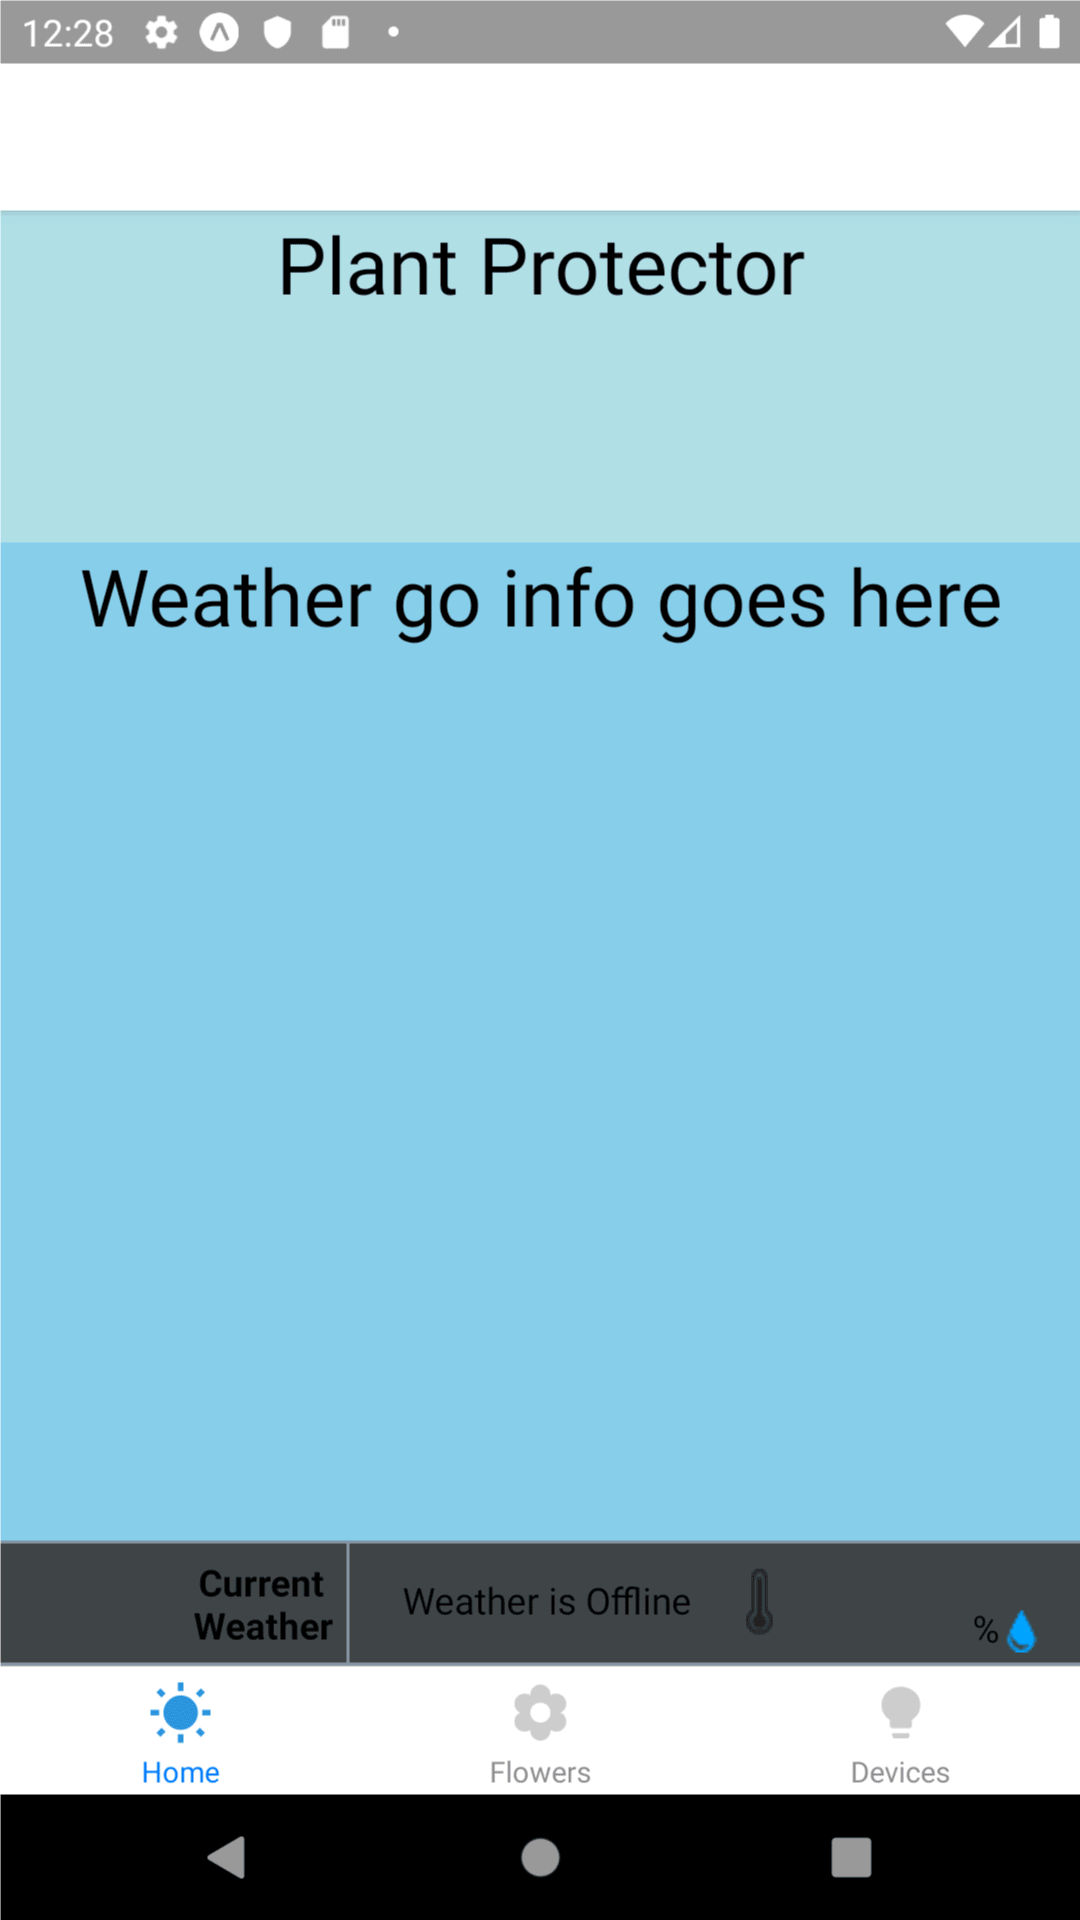 12:28
Plant Protector
Weather go info goes here
Current
Weather
Weather is Offline
%
Home
Flowers
Devices